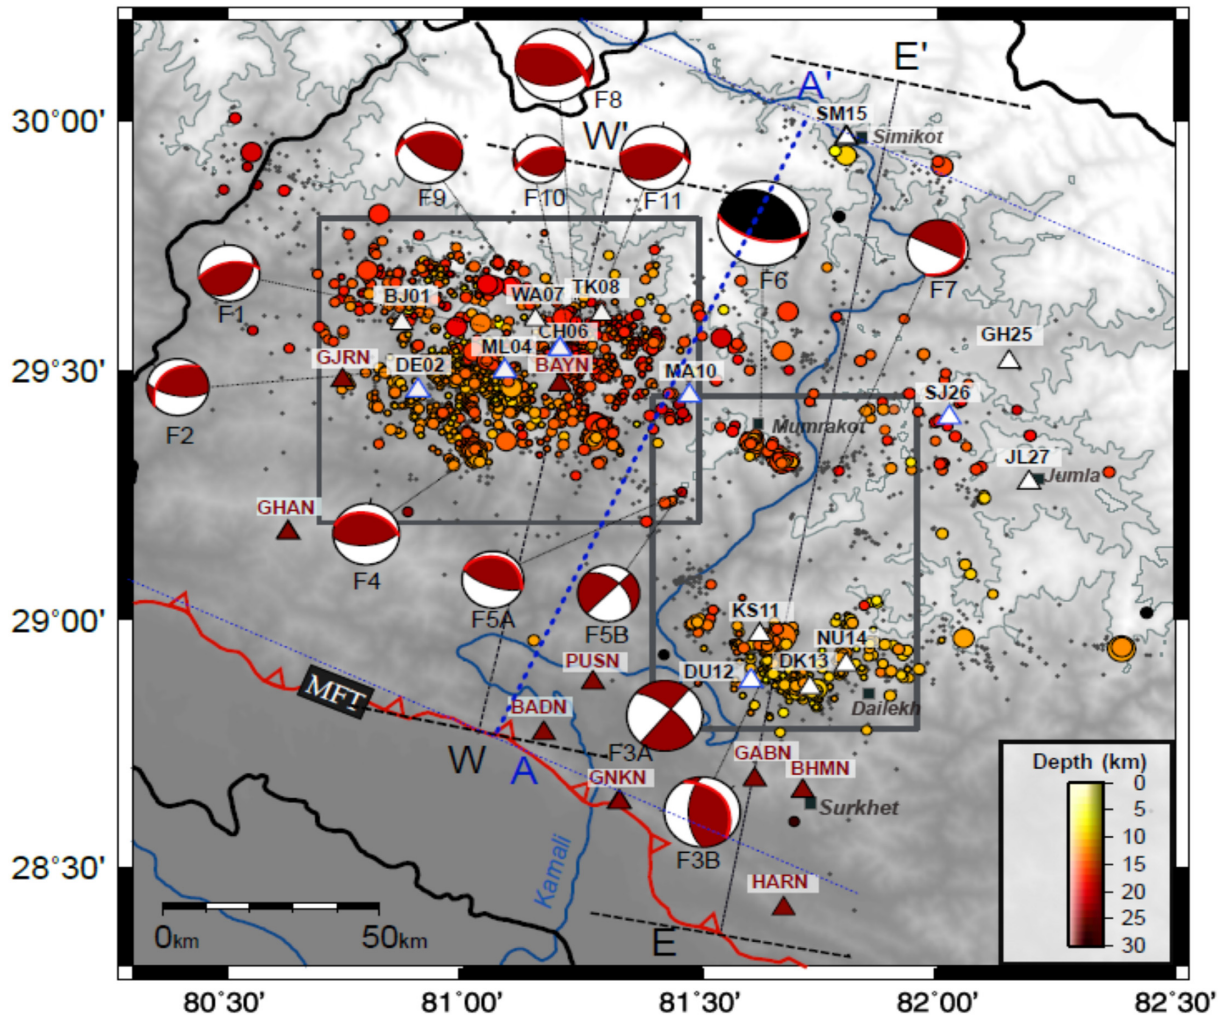 E'
A'
F8
SM15
Simikot
30°00'
W'
F9
F10
F11
F6
F7
F1
WA07
TK08
BJ01
CH06
GH25
ML04
29°30'
GJRN
DE02
BAYN
MA10
SJ26
F2
Mumrakot
JL27
Jumla
GHAN
F4
F5A
F5B
29°00'
KS11
NU14
PUSN
DU12
DK13
MFT
BADN
Dailekh
W
A
F3A
GABN
BHMN
GNKN
Surkhet
Depth (km)
0
5
10
15
20
25
30
F3B
28°30'
Kamali
HARN
0km
50km
E
80°30'
81°00'
81°30'
82°00'
82°30'